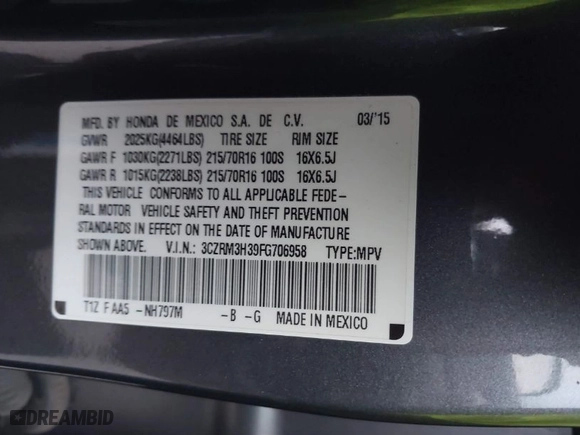 MFD. BY HONDA DE MEXICO S.A. DE C.V. 03/'15
GVWR 2025KG(4464LBS) TIRE SIZE RIM SIZE
GAWR F 1030KG(2271LBS) 215/70R16 100S 16X6.5J
GAWR R 1015KG(2238LBS) 215/70R16 100S 16X6.5J
THIS VEHICLE CONFORMS TO ALL APPLICABLE FEDE-
RAL MOTOR VEHICLE SAFETY AND THEFT PREVENTION
STANDARDS IN EFFECT ON THE DATE OF MANUFACTURE
SHOWN ABOVE. V.I.N.: 3CZRM3H39FG706958 TYPE:MPV
T1Z F AA5 -NH797M -B -G MADE IN MEXICO
DREAMBID